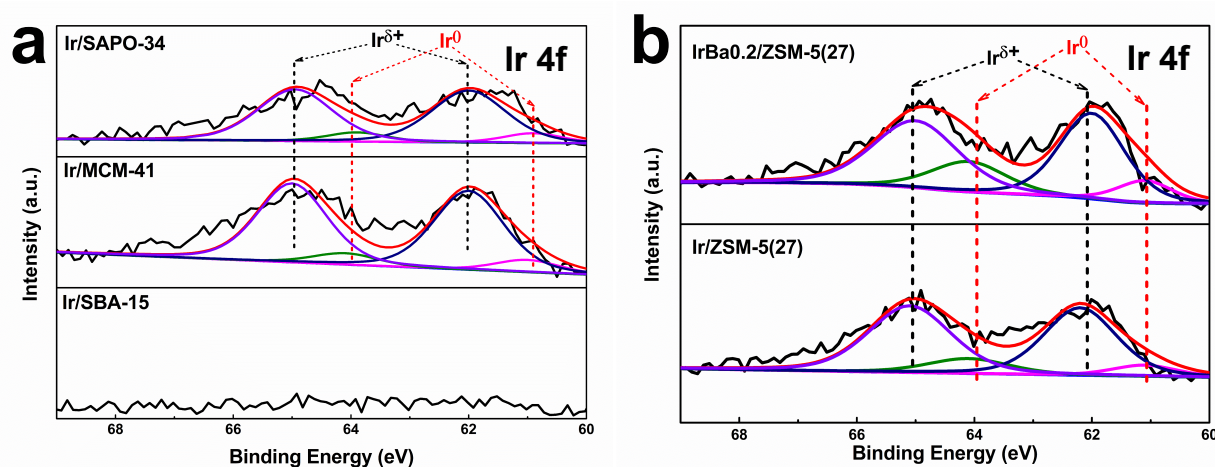 a
Ir/SAPO-34
Irδ+
Ir0
Ir 4f
Ir/MCM-41
Ir/SBA-15
Intensity (a.u.)
68
66
64
62
60
Binding Energy (eV)
b
IrBa0.2/ZSM-5(27)
Irδ+
Ir0
Ir 4f
Ir/ZSM-5(27)
Intensity (a.u.)
68
66
64
62
60
Binding Energy (eV)